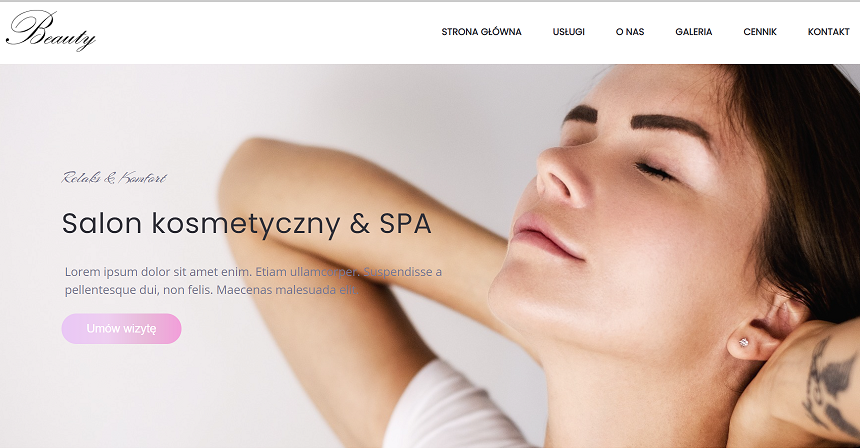 Beauty
STRONA GŁÓWNA USŁUGI O NAS GALERIA CENNIK KONTAKT
Relaks & Komfort
Salon kosmetyczny & SPA
Lorem ipsum dolor sit amet enim. Etiam ullamcorper. Suspendisse a
pellentesque dui, non felis. Maecenas malesuada elit
Umów wizytę